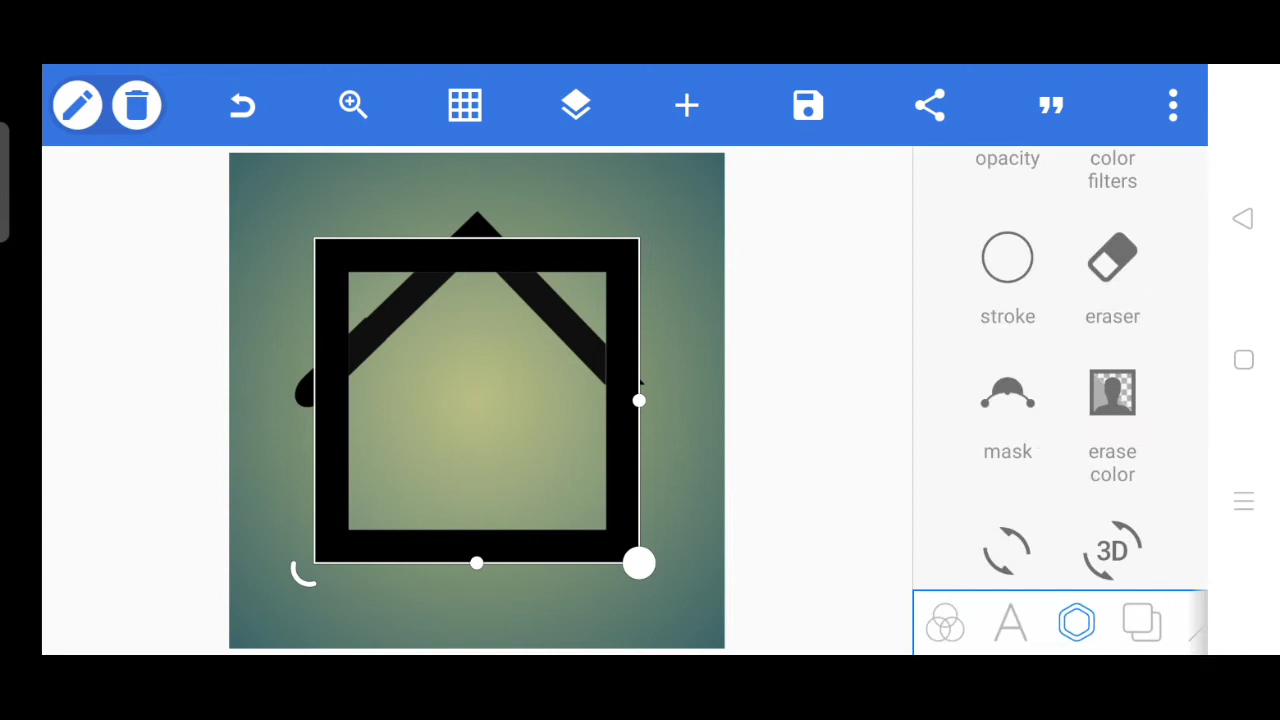 opacity
color
filters
stroke
eraser
mask
erase
color
3D